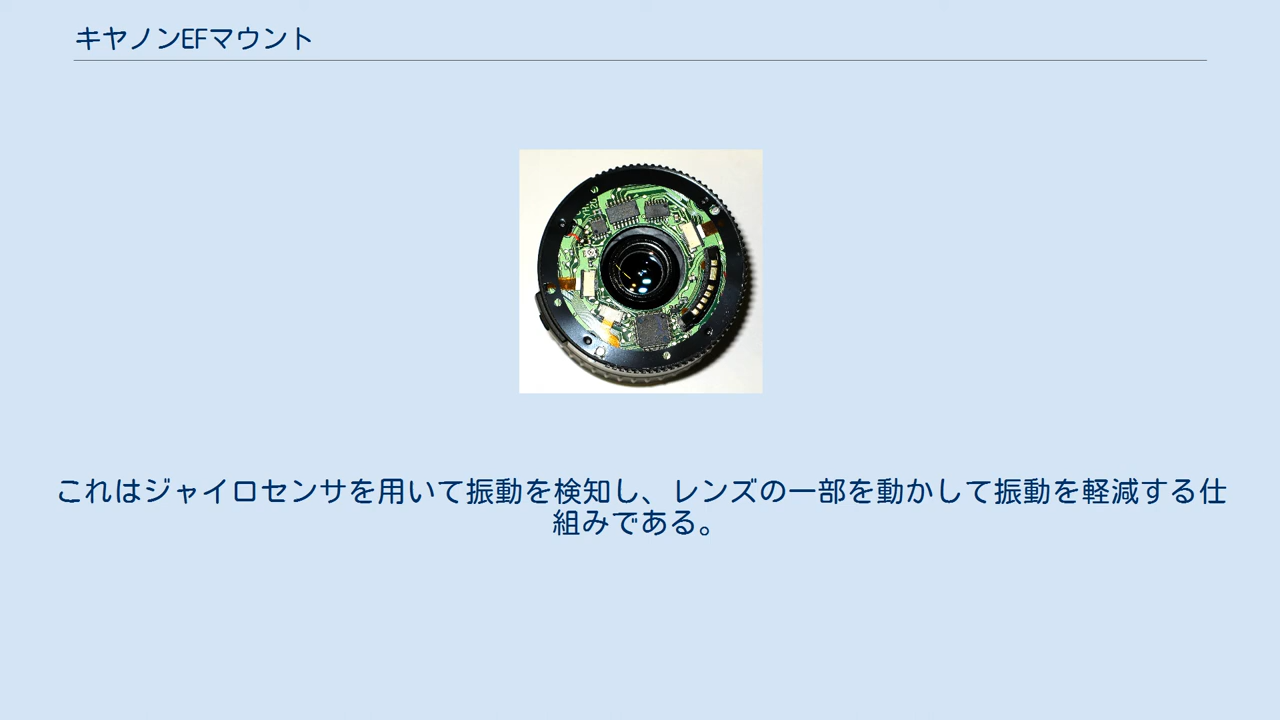 キヤノンEFマウント
これはジャイロセンサを用いて振動を検知し、レンズの一部を動かして振動を軽減する仕
組みである。